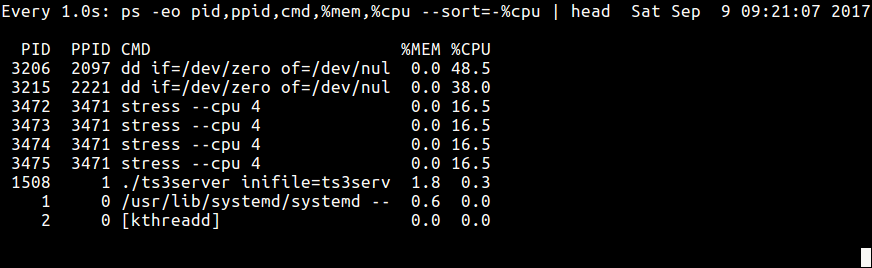 Every 1.0s: ps -eo pid,ppid,cmd,%mem,%cpu --sort=-%cpu | head  Sat Sep  9 09:21:07 2017
  PID  PPID CMD                         %MEM %CPU
 3206  2097 dd if=/dev/zero of=/dev/nul  0.0 48.5
 3215  2221 dd if=/dev/zero of=/dev/nul  0.0 38.0
 3472  3471 stress --cpu 4               0.0 16.5
 3473  3471 stress --cpu 4               0.0 16.5
 3474  3471 stress --cpu 4               0.0 16.5
 3475  3471 stress --cpu 4               0.0 16.5
 1508     1 ./ts3server inifile=ts3serv  1.8  0.3
    1     0 /usr/lib/systemd/systemd --  0.6  0.0
    2     0 [kthreadd]                   0.0  0.0